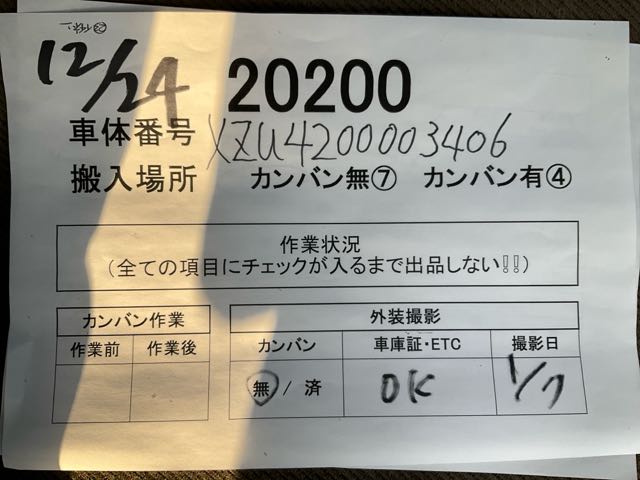 12/24 20200
車体番号 XZU4200003406
搬入場所 カンバン無⑦ カンバン有④
作業状況
(全ての項目にチェックが入るまで出品しない!!)
カンバン作業 外装撮影
作業前 作業後 カンバン 車庫証・ETC 撮影日
無 / 済 OK 1/7